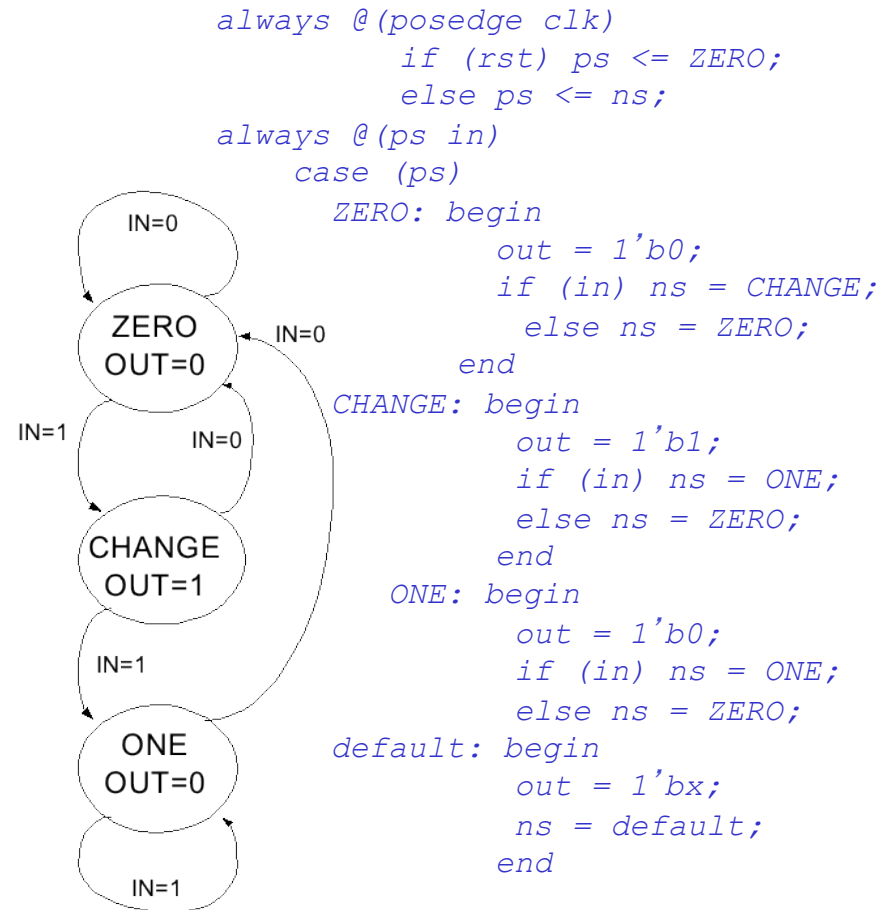 always @(posedge clk)
if (rst) ps <= ZERO;
else ps <= ns;
always @(ps in)
case (ps)
ZERO: begin
out = 1’b0;
if (in) ns = CHANGE;
else ns = ZERO;
end
CHANGE: begin
out = 1’b1;
if (in) ns = ONE;
else ns = ZERO;
end
ONE: begin
out = 1’b0;
if (in) ns = ONE;
else ns = ZERO;
default: begin
out = 1’bx;
ns = default;
end
IN=0
ZERO
OUT=0
IN=0
IN=1
IN=0
CHANGE
OUT=1
IN=1
ONE
OUT=0
IN=1